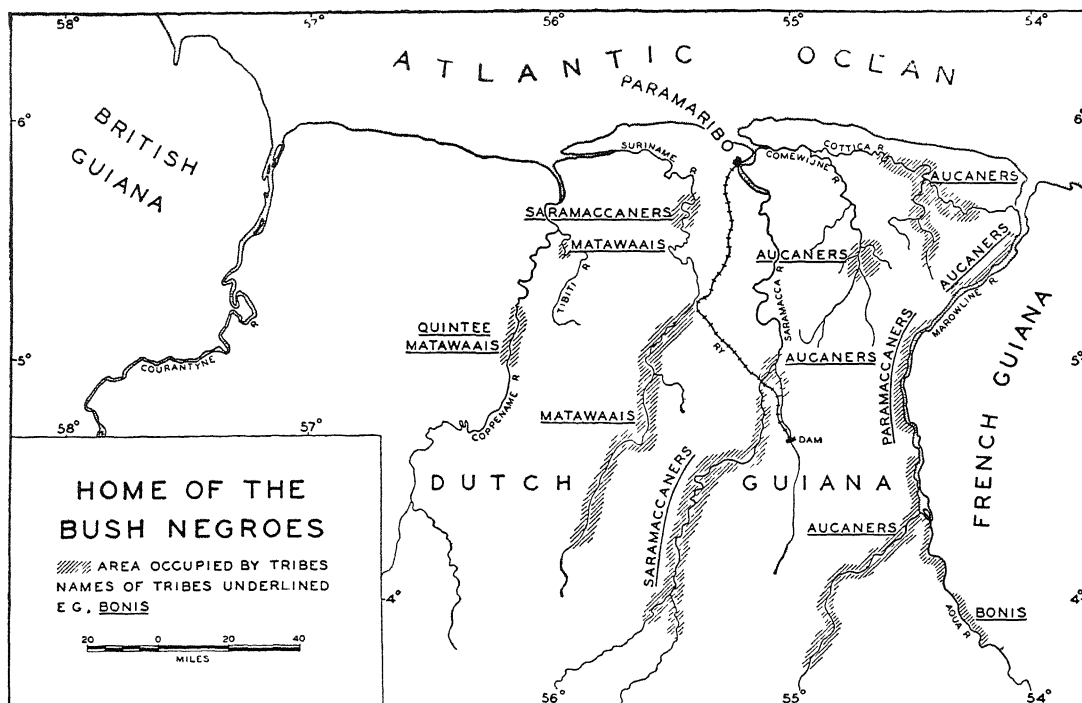 58°
57°
56°
55°
54°
ATLANTIC OCEAN
PARAMARIBO
6°
6°
BRITISH
GUIANA
SURINAME
R
COMEWIJNE
R
COTTICA R
AUCANERS
SARAMACCANERS
MATAWAAIS
AUCANERS
AUCANERS
TIBITI R
SARAMACCA R
MAROWIJNE R
QUINTEE
MATAWAAIS
RY
AUCANERS
PARAMACCANERS
FRENCH GUIANA
5°
5°
R
COURANTYNE
COPPENAME R
MATAWAAIS
DAM
58°
57°
DUTCH GUIANA
SARAMACCANERS
AUCANERS
4°
4°
AOUA R
BONIS
HOME OF THE
BUSH NEGROES
AREA OCCUPIED BY TRIBES
NAMES OF TRIBES UNDERLINED
E G, BONIS
20 0 20 40
MILES
56°
55°
54°